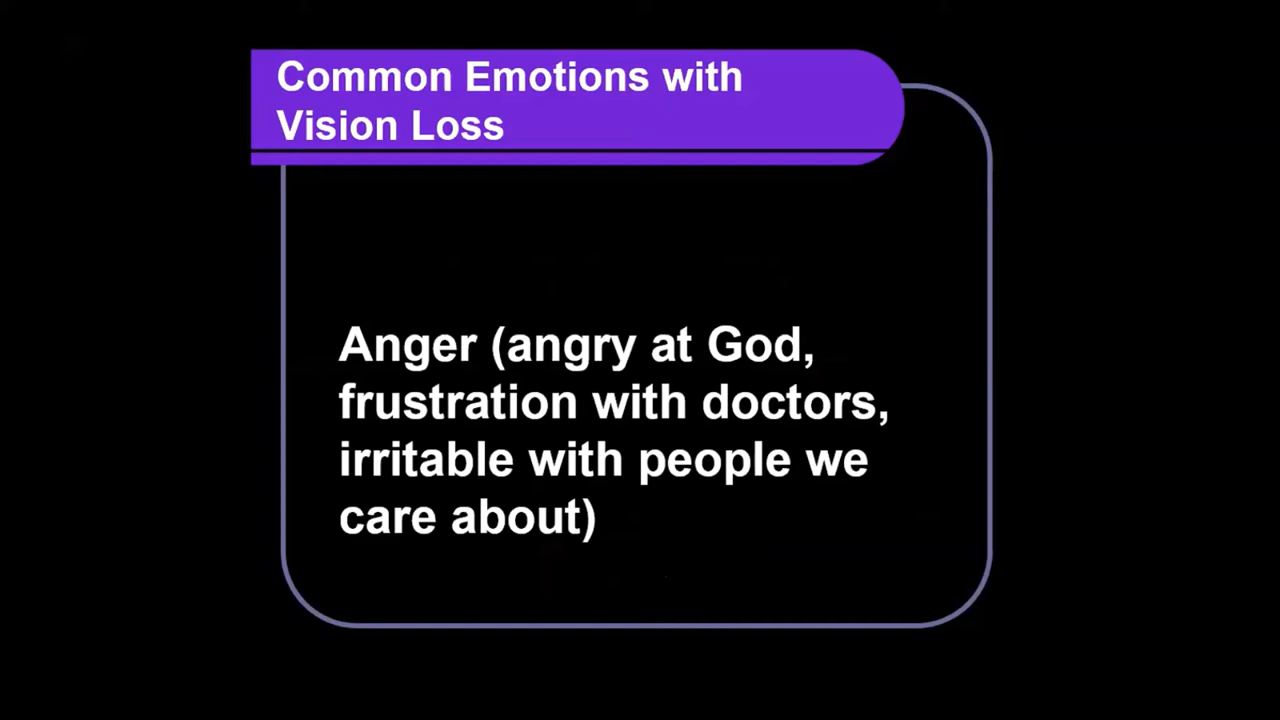 Common Emotions with
Vision Loss
Anger (angry at God,
frustration with doctors,
irritable with people we
care about)